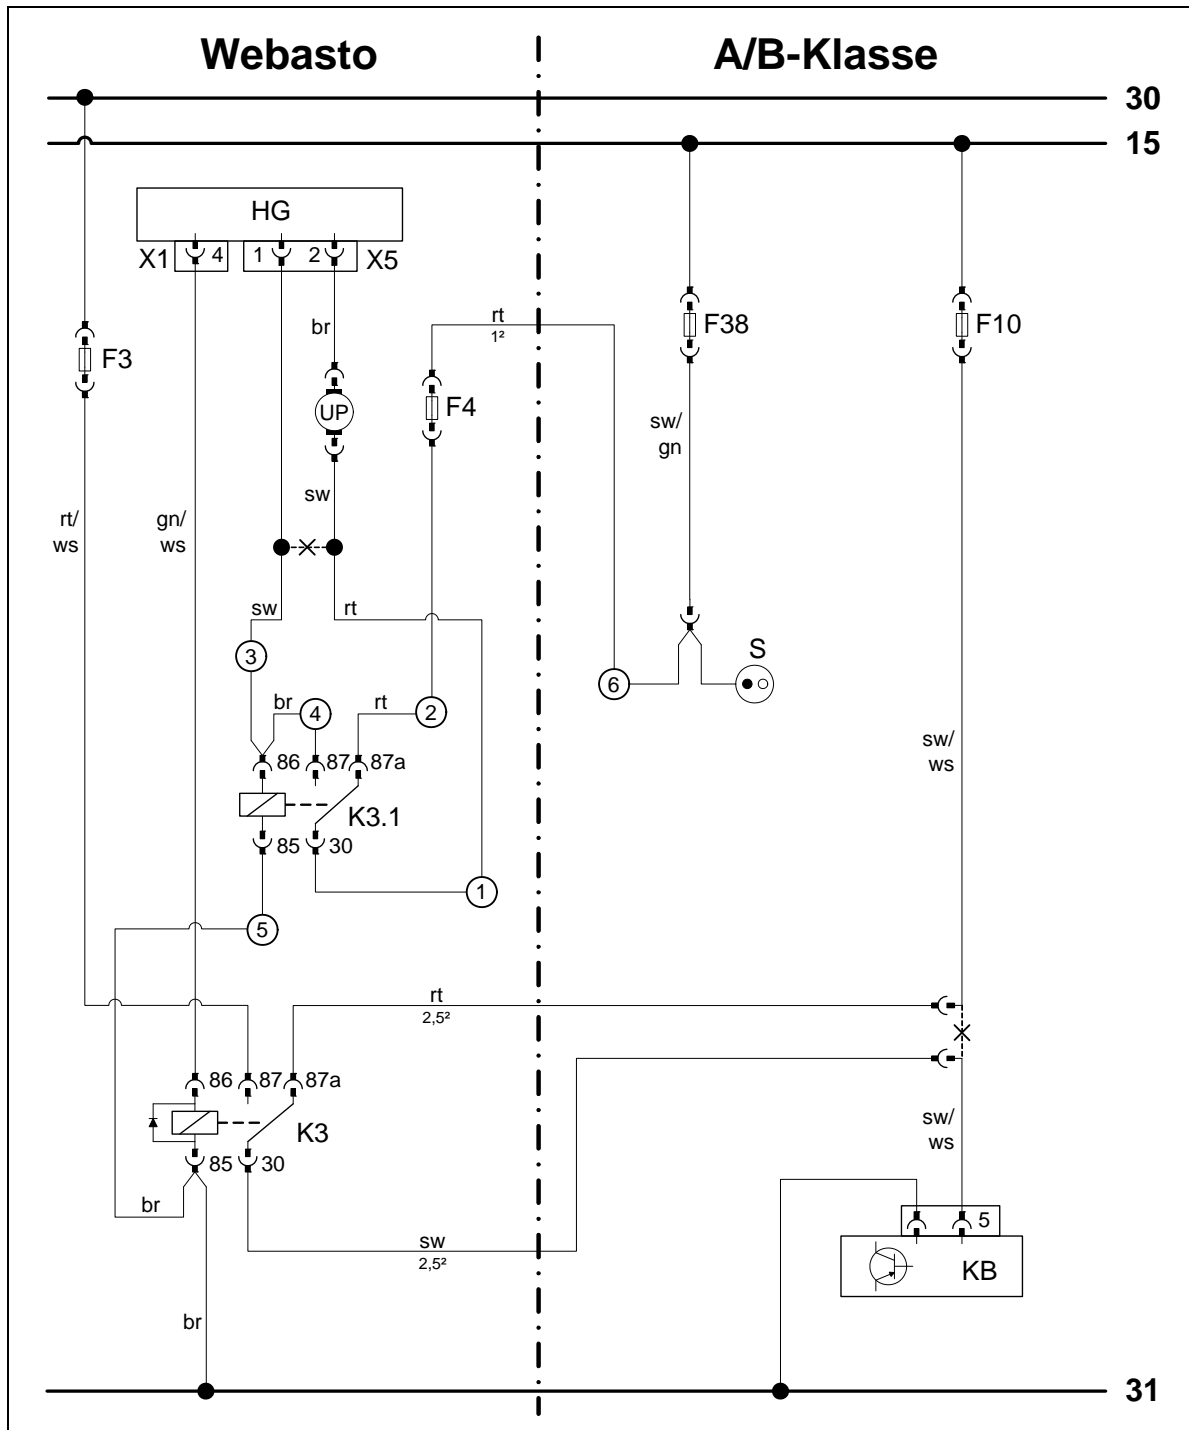 Webasto
A/B-Klasse
30
15
HG
X1
4
1
2
X5
br
rt
1²
F38
F10
F3
UP
F4
sw/
gn
sw
rt/
ws
gn/
ws
sw
rt
3
S
6
br
4
rt
2
86
87
87a
sw/
ws
K3.1
85
30
1
5
rt
2,5²
86
87
87a
K3
sw/
ws
85
30
br
5
sw
2,5²
KB
br
31